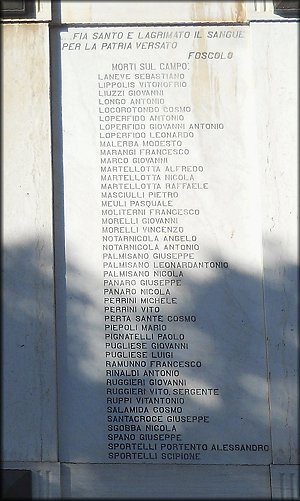 ...FIA SANTO E LAGRIMATO IL SANGUE
PER LA PATRIA VERSATO
FOSCOLO
MORTI SUL CAMPO:
LANEVE SEBASTIANO
LIPPOLIS VITONOFRIO
LIUZZI GIOVANNI
LONGO ANTONIO
LOCOROTONDO COSMO
LOPERFIDO ANTONIO
LOPERFIDO GIOVANNI ANTONIO
LOPERFIDO LEONARDO
MALERBA MODESTO
MARANGI FRANCESCO
MARCO GIOVANNI
MARTELLOTTA ALFREDO
MARTELLOTTA NICOLA
MARTELLOTTA RAFFAELE
MASCIULLI PIETRO
MEULI PASQUALE
MOLITERNI FRANCESCO
MORELLI GIOVANNI
MORELLI VINCENZO
NOTARNICOLA ANGELO
NOTARNICOLA ANTONIO
PALMISANO GIUSEPPE
PALMISANO LEONARDANTONIO
PALMISANO NICOLA
PANARO GIUSEPPE
PANARO NICOLA
PERRINI MICHELE
PERRINI VITO
PERTA SANTE COSMO
PIEPOLI MARIO
PIGNATELLI PAOLO
PUGLIESE GIOVANNI
PUGLIESE LUIGI
RAMUNNO FRANCESCO
RINALDI ANTONIO
RUGGIERI GIOVANNI
RUGGIERI VITO, SERGENTE
RUPPI VITANTONIO
SALAMIDA COSMO
SANTACROCE GIUSEPPE
SGOBBA NICOLA
SPANO GIUSEPPE
SPORTELLI PORTENTO ALESSANDRO
SPORTELLI SCIPIONE